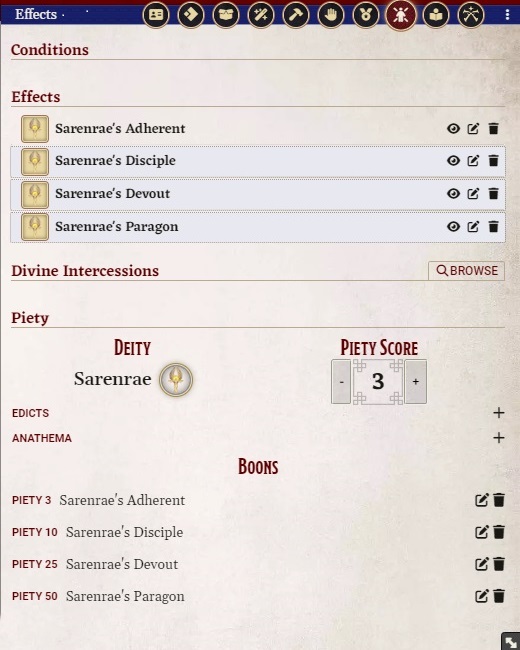 Effects
Conditions
Effects
Sarenrae's Adherent
Sarenrae's Disciple
Sarenrae's Devout
Sarenrae's Paragon
Divine Intercessions BROWSE
Piety
DEITY PIETY SCORE
Sarenrae - 3 +
EDICTS +
ANATHEMA +
BOONS
PIETY 3 Sarenrae's Adherent
PIETY 10 Sarenrae's Disciple
PIETY 25 Sarenrae's Devout
PIETY 50 Sarenrae's Paragon